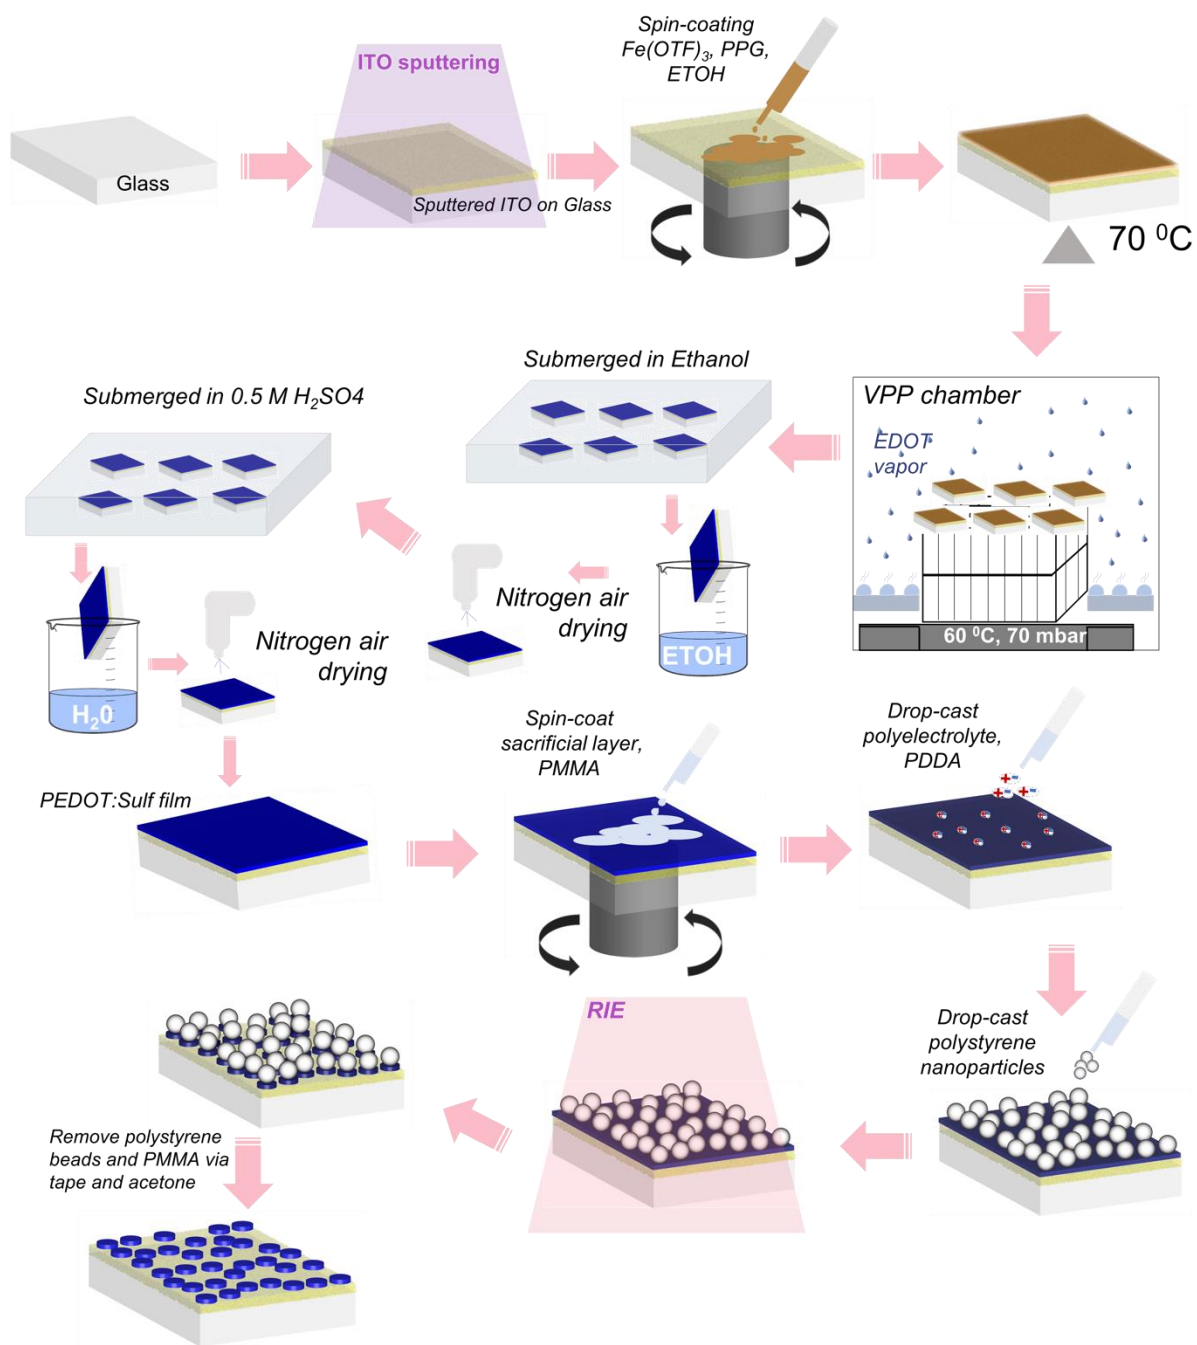 ITO sputtering
Spin-coating
Fe(OTF)₃, PPG,
ETOH
Glass
Sputtered ITO on Glass
70 ⁰C
Submerged in Ethanol
Submerged in 0.5 M H₂SO4
VPP chamber
EDOT
vapor
60 ⁰C, 70 mbar
Nitrogen air
drying
ETOH
Nitrogen air
drying
H₂0
PEDOT:Sulf film
Spin-coat
sacrificial layer,
PMMA
Drop-cast
polyelectrolyte,
PDDA
Drop-cast
polystyrene
nanoparticles
RIE
Remove polystyrene
beads and PMMA via
tape and acetone